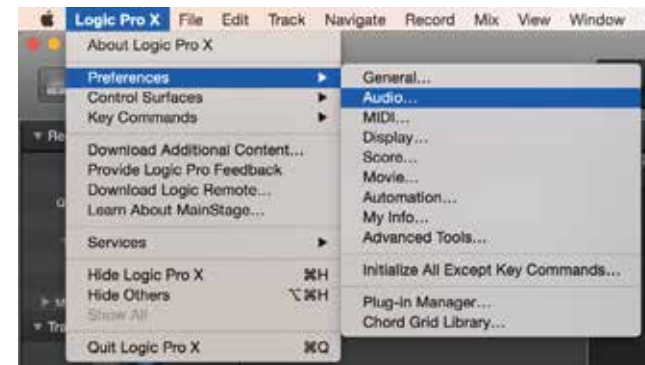 Logic Pro X File Edit Track Navigate Record Mix View Window
About Logic Pro X
Preferences
Control Surfaces
Key Commands
Download Additional Content...
Provide Logic Pro Feedback
Download Logic Remote...
Learn About MainStage...
Services
Hide Logic Pro X ⌘H
Hide Others ⌥⌘H
Show All
Quit Logic Pro X ⌘Q
General...
Audio...
MIDI...
Display...
Score...
Movie...
Automation...
My Info...
Advanced Tools...
Initialize All Except Key Commands...
Plug-in Manager...
Chord Grid Library...